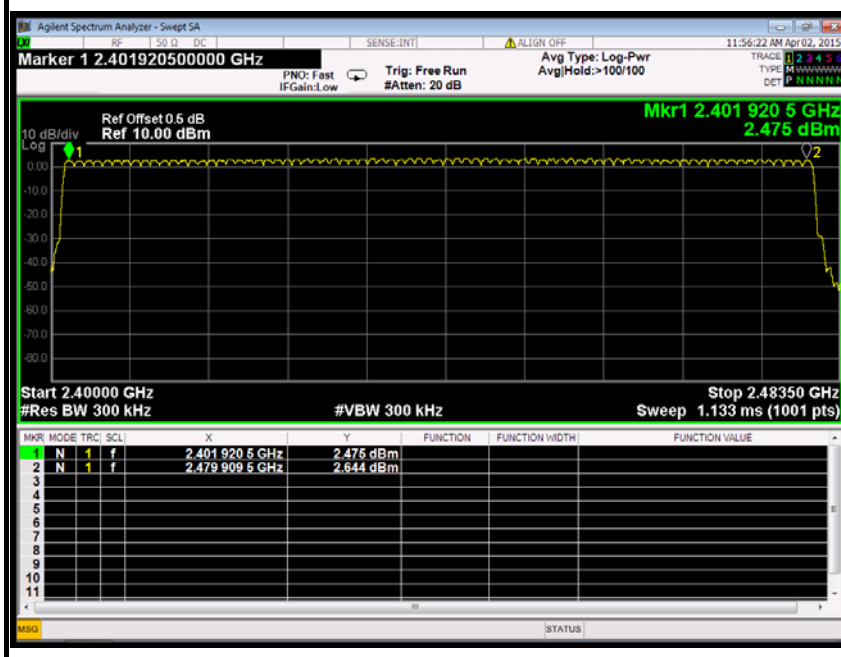 Agilent Spectrum Analyzer - Swept SA
RF 50 Ω DC SENSE:INT ALIGN OFF 11:56:22 AM Apr 02, 2015
Marker 1 2.401920500000 GHz
PNO: Fast
IFGain:Low
Trig: Free Run
#Atten: 20 dB
Avg Type: Log-Pwr
Avg|Hold:>100/100
TRACE 1 2 3 4 5 6
TYPE M WWWWW
DET P N N N N N
Mkr1 2.401 920 5 GHz
2.475 dBm
Ref Offset 0.5 dB
10 dB/div Ref 10.00 dBm
Log
1
2
0.00
-10.0
-20.0
-30.0
-40.0
-50.0
-60.0
-70.0
-80.0
Start 2.40000 GHz Stop 2.48350 GHz
#Res BW 300 kHz #VBW 300 kHz Sweep 1.133 ms (1001 pts)
MKR MODE TRC SCL X Y FUNCTION FUNCTION WIDTH FUNCTION VALUE
1 N 1 f 2.401 920 5 GHz 2.475 dBm
2 N 1 f 2.479 909 5 GHz 2.644 dBm
3
4
5
6
7
8
9
10
11
MSG STATUS